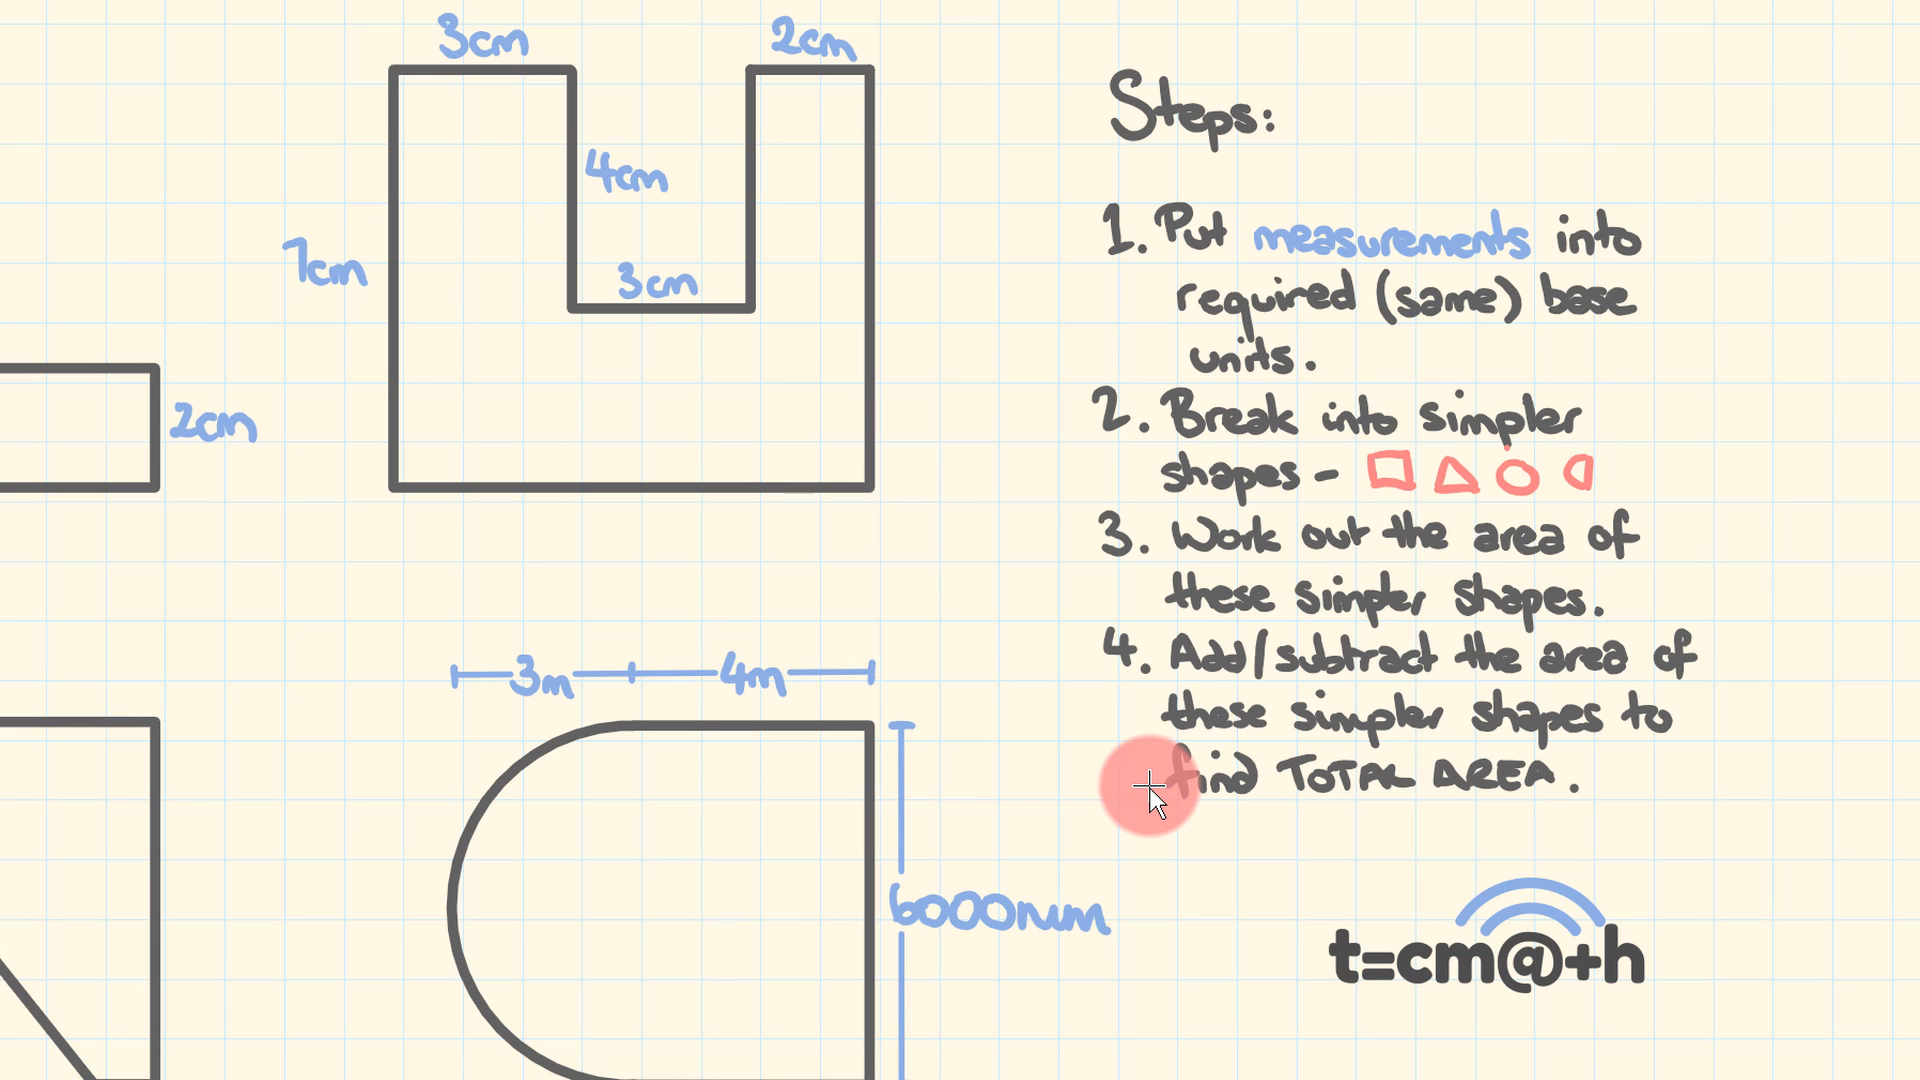 3cm
2cm
4cm
7cm
3cm
2cm
3m
4m
6000mm
Steps:
1. Put measurements into
required (same) base
units.
2. Break into simpler
shapes -
3. Work out the area of
these simpler shapes.
4. Add/subtract the area of
these simpler shapes to
find TOTAL AREA.
t=cm@+h